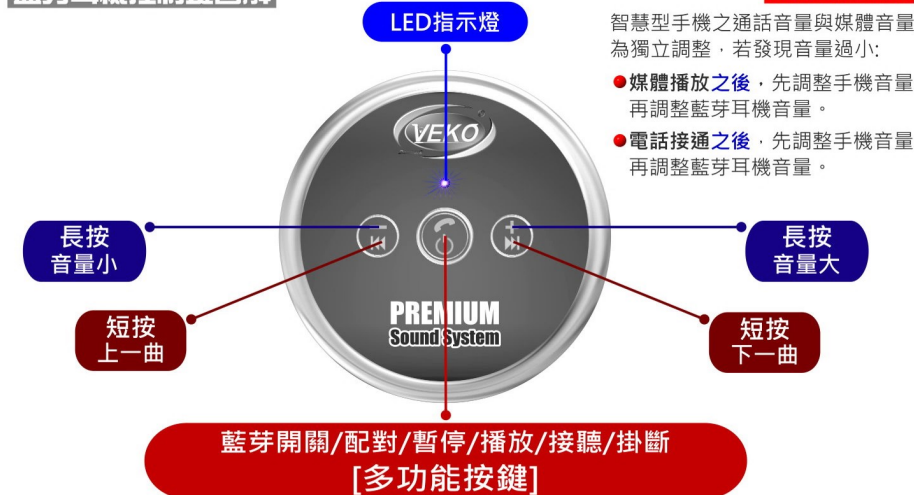 LED指示燈
智慧型手機之通話音量與媒體音量
為獨立調整，若發現音量過小:
媒體播放之後，先調整手機音量
再調整藍芽耳機音量。
電話接通之後，先調整手機音量
再調整藍芽耳機音量。
VEKO
長按
音量小
長按
音量大
短按
上一曲
PREMIUM
Sound System
短按
下一曲
藍芽開關/配對/暫停/播放/接聽/掛斷
[多功能按鍵]